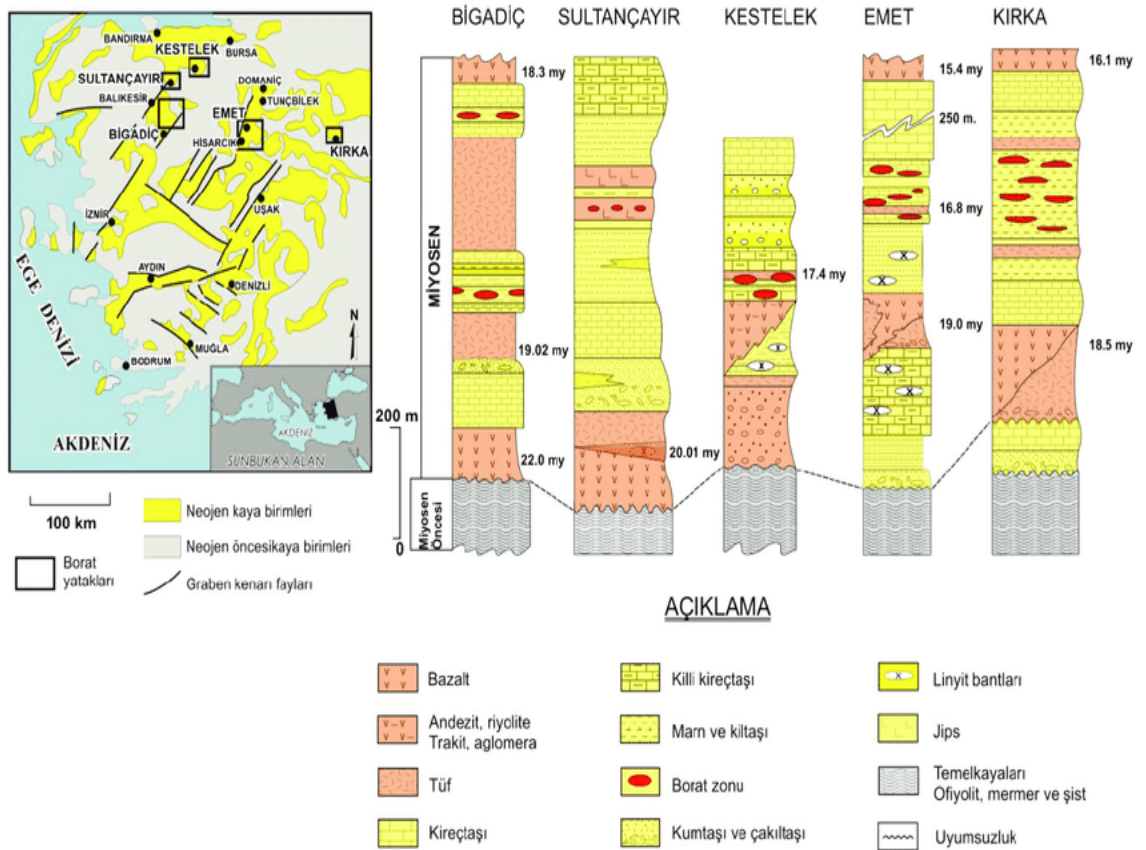 BİGADİÇ
SULTANÇAYIR
KESTELEK
EMET
KIRKA
BANDIRMA
KESTELEK
BURSA
SULTANÇAYIR
DOMANİÇ
BALIKESİR
TUNÇBİLEK
EMET
BİGADİÇ
HİSARCIK
KIRKA
İZNİR
UŞAK
EGE DENİZİ
AYDIN
DENİZLİ
MUĞLA
N
BODRUM
AKDENİZ
AKDENİZ
SUNBUKAN ALAN
100 km
Neojen kaya birimleri
Neojen öncesikaya birimleri
Borat
yatakları
Graben kenarı fayları
MİYOSEN
Miyosen
Öncesi
200 m
0
18.3 my
19.02 my
22.0 my
20.01 my
17.4 my
15.4 my
250 m.
16.8 my
19.0 my
16.1 my
18.5 my
AÇIKLAMA
Bazalt
Andezit, riyolite
Trakit, aglomera
Tüf
Kireçtaşı
Killi kireçtaşı
Marn ve kiltaşı
Borat zonu
Kumtaşı ve çakıltaşı
x
Linyit bantları
Jips
Temelkayaları
Ofiyolit, mermer ve şist
Uyumsuzluk